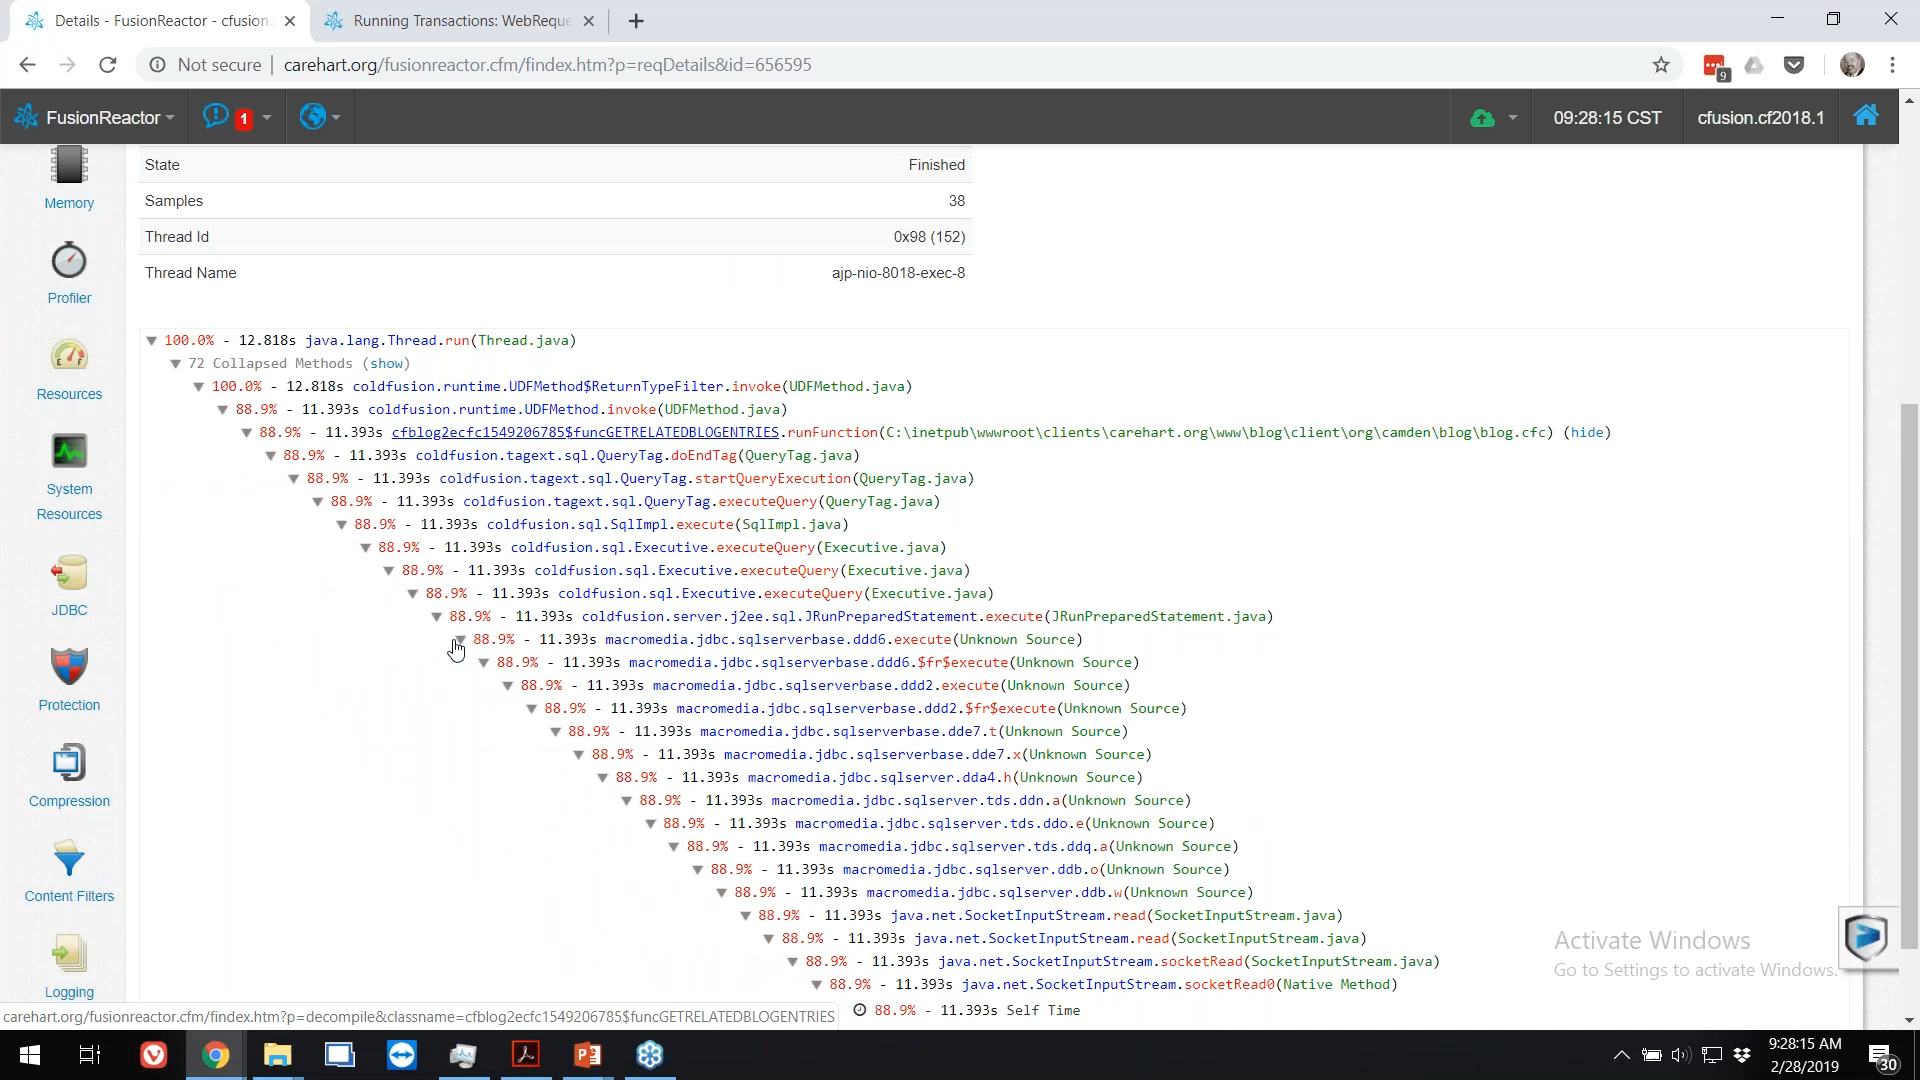 Details - FusionReactor - cfusion.
Running Transactions: WebReque
Not secure
carehart.org/fusionreactor.cfm/findex.htm?p=reqDetails&id=656595
9
FusionReactor
1
09:28:15 CST
cfusion.cf2018.1
Memory
Profiler
Resources
System
Resources
JDBC
Protection
Compression
Content Filters
Logging
State Finished
Samples 38
Thread Id 0x98 (152)
Thread Name ajp-nio-8018-exec-8
100.0% - 12.818s java.lang.Thread.run(Thread.java)
72 Collapsed Methods (show)
100.0% - 12.818s coldfusion.runtime.UDFMethod$ReturnTypeFilter.invoke(UDFMethod.java)
88.9% - 11.393s coldfusion.runtime.UDFMethod.invoke(UDFMethod.java)
88.9% - 11.393s cfblog2ecfc1549206785$funcGETRELATEDBLOGENTRIES.runFunction(C:\inetpub\wwwroot\clients\carehart.org\www\blog\client\org\camden\blog\blog.cfc) (hide)
88.9% - 11.393s coldfusion.tagext.sql.QueryTag.doEndTag(QueryTag.java)
88.9% - 11.393s coldfusion.tagext.sql.QueryTag.startQueryExecution(QueryTag.java)
88.9% - 11.393s coldfusion.tagext.sql.QueryTag.executeQuery(QueryTag.java)
88.9% - 11.393s coldfusion.sql.SqlImpl.execute(SqlImpl.java)
88.9% - 11.393s coldfusion.sql.Executive.executeQuery(Executive.java)
88.9% - 11.393s coldfusion.sql.Executive.executeQuery(Executive.java)
88.9% - 11.393s coldfusion.sql.Executive.executeQuery(Executive.java)
88.9% - 11.393s coldfusion.server.j2ee.sql.JRunPreparedStatement.execute(JRunPreparedStatement.java)
88.9% - 11.393s macromedia.jdbc.sqlserverbase.ddd6.execute(Unknown Source)
88.9% - 11.393s macromedia.jdbc.sqlserverbase.ddd6.$fr$execute(Unknown Source)
88.9% - 11.393s macromedia.jdbc.sqlserverbase.ddd2.execute(Unknown Source)
88.9% - 11.393s macromedia.jdbc.sqlserverbase.ddd2.$fr$execute(Unknown Source)
88.9% - 11.393s macromedia.jdbc.sqlserverbase.dde7.t(Unknown Source)
88.9% - 11.393s macromedia.jdbc.sqlserverbase.dde7.x(Unknown Source)
88.9% - 11.393s macromedia.jdbc.sqlserver.dda4.h(Unknown Source)
88.9% - 11.393s macromedia.jdbc.sqlserver.tds.ddn.a(Unknown Source)
88.9% - 11.393s macromedia.jdbc.sqlserver.tds.ddo.e(Unknown Source)
88.9% - 11.393s macromedia.jdbc.sqlserver.tds.ddq.a(Unknown Source)
88.9% - 11.393s macromedia.jdbc.sqlserver.ddb.o(Unknown Source)
88.9% - 11.393s macromedia.jdbc.sqlserver.ddb.w(Unknown Source)
88.9% - 11.393s java.net.SocketInputStream.read(SocketInputStream.java)
88.9% - 11.393s java.net.SocketInputStream.read(SocketInputStream.java)
88.9% - 11.393s java.net.SocketInputStream.socketRead(SocketInputStream.java)
88.9% - 11.393s java.net.SocketInputStream.socketRead0(Native Method)
88.9% - 11.393s Self Time
Activate Windows
Go to Settings to activate Windows.
carehart.org/fusionreactor.cfm/findex.htm?p=decompile&classname=cfblog2ecfc1549206785$funcGETRELATEDBLOGENTRIES
9:28:15 AM
2/28/2019
30